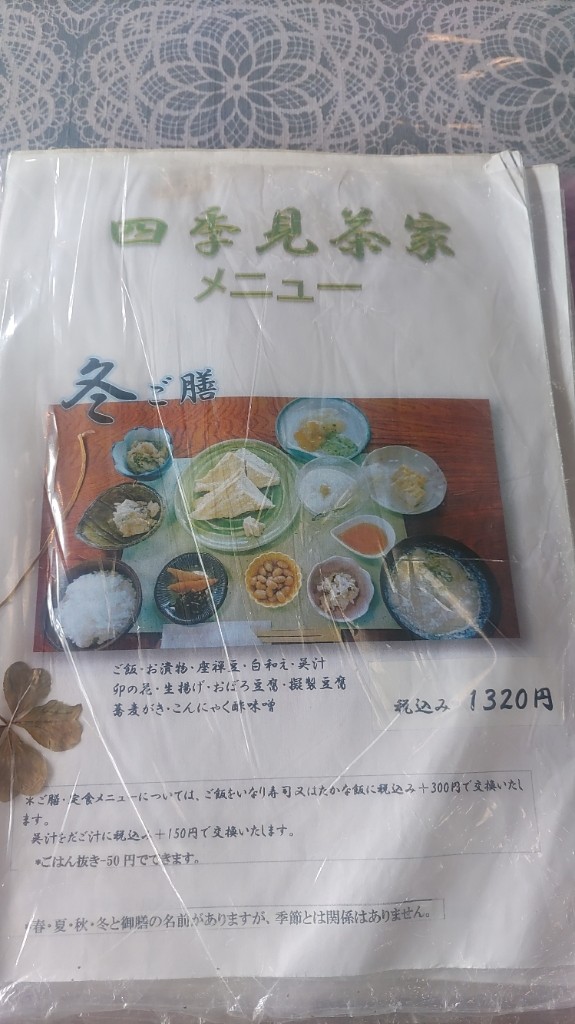 四季見茶家
メニュー
冬ご膳
ご飯・お漬物・座禅豆・白和え・呉汁
卯の花・生揚げ・おぼろ豆腐・擬製豆腐
蕎麦がき・こんにゃく酢味噌
税込み 1320円
*ご膳・定食メニューについては、ご飯をいなり寿司又はたかな飯に税込み+300円で交換いたし
ます。
呉汁をだご汁に税込み+150円で交換いたします。
*ごはん抜き-50円でできます。
・春・夏・秋・冬と御膳の名前がありますが、季節とは関係はありません。